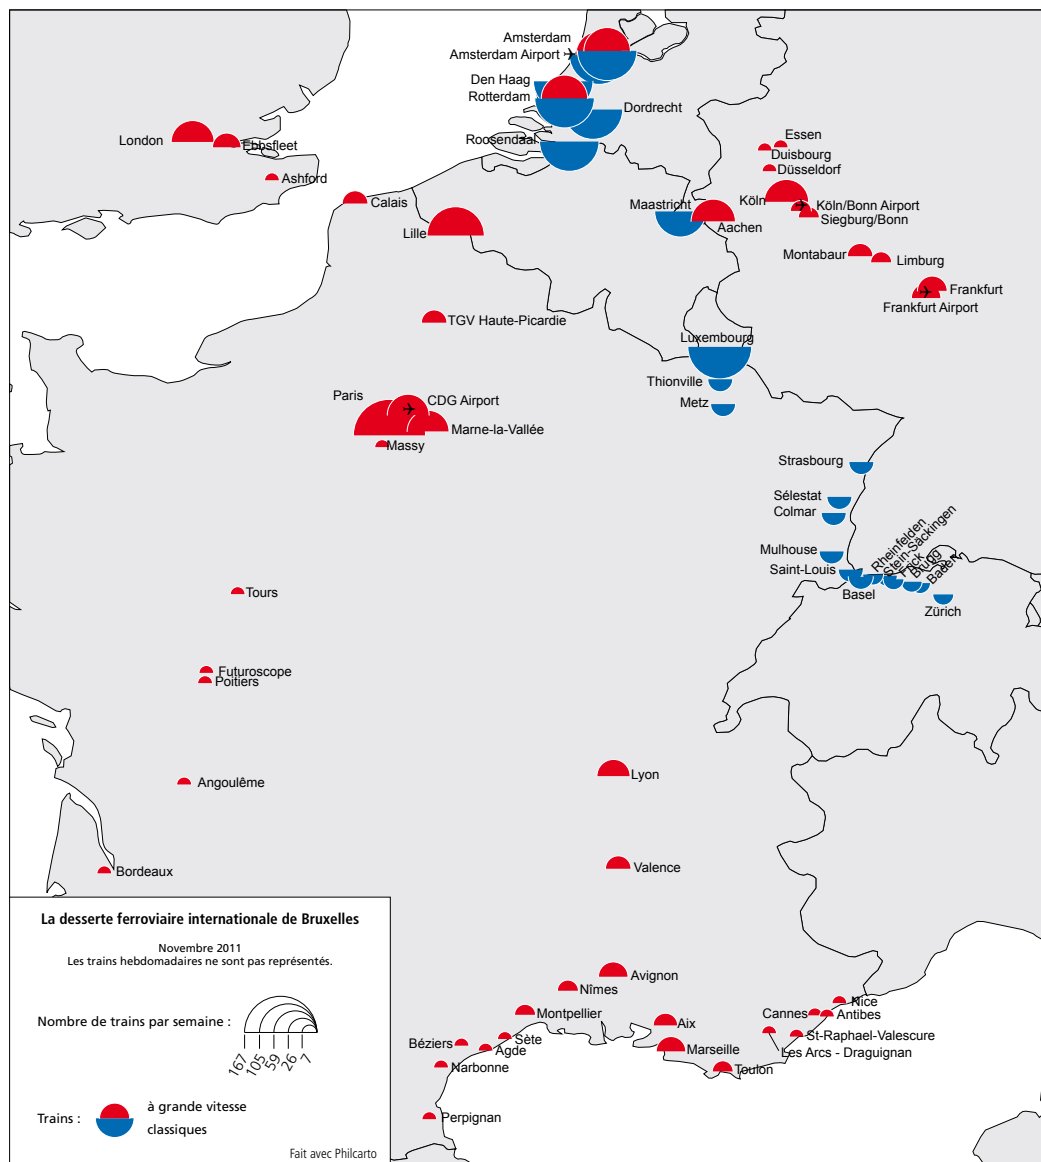 Amsterdam
Amsterdam Airport
Den Haag
Rotterdam
Dordrecht
Roosendaal
London
Ebbsfleet
Ashford
Essen
Duisbourg
Düsseldorf
Calais
Lille
Maastricht
Aachen
Köln
Köln/Bonn Airport
Siegburg/Bonn
Montabaur
Limburg
Frankfurt
Frankfurt Airport
TGV Haute-Picardie
Luxembourg
Thionville
Metz
Paris
CDG Airport
Marne-la-Vallée
Massy
Strasbourg
Sélestat
Colmar
Mulhouse
Saint-Louis
Basel
Rheinfelden
Stein-Säckingen
Frick
Brugg
Baden
Zürich
Tours
Futuroscope
Poitiers
Angoulême
Bordeaux
Lyon
Valence
Avignon
Nîmes
Montpellier
Sète
Agde
Béziers
Narbonne
Perpignan
Aix
Marseille
Toulon
Cannes
Nice
Antibes
St-Raphael-Valescure
Les Arcs - Draguignan
La desserte ferroviaire internationale de Bruxelles
Novembre 2011
Les trains hebdomadaires ne sont pas représentés.
Nombre de trains par semaine :
167
105
59
26
7
Trains :
à grande vitesse
classiques
Fait avec Philcarto